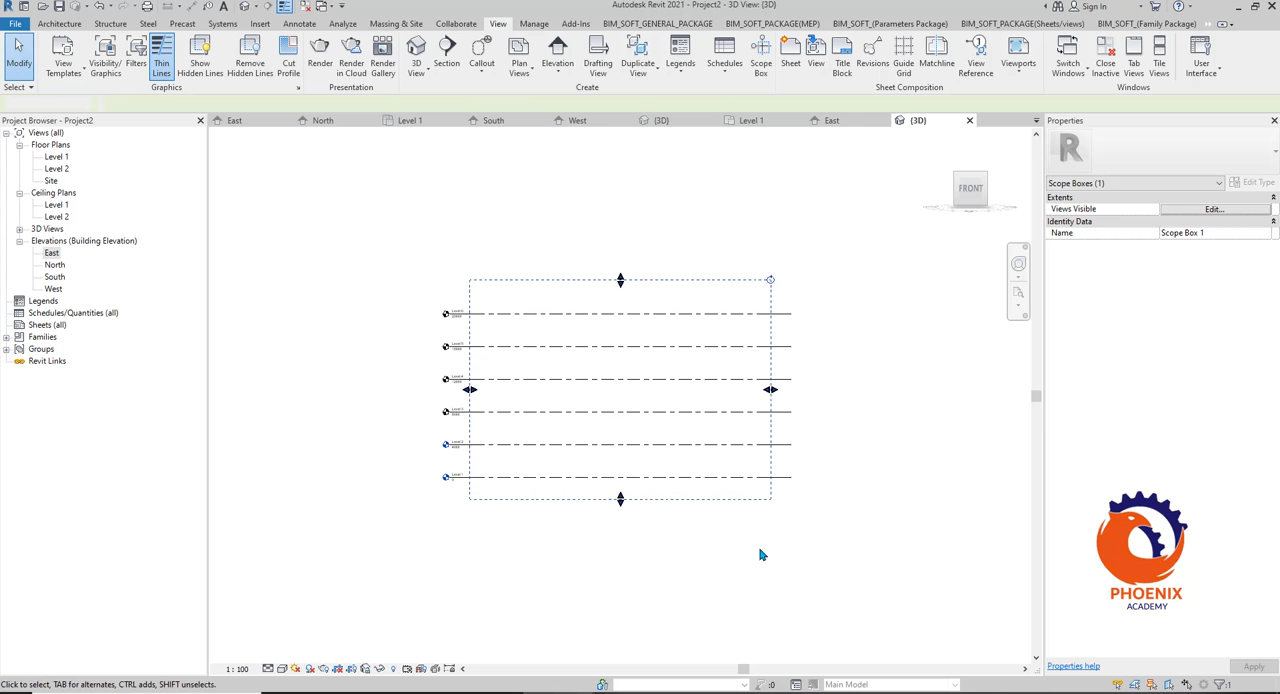 Autodesk Revit 2021 - Project2 - 3D View: {3D}
Sign In
File Architecture Structure Steel Precast Systems Insert Annotate Analyze Massing & Site Collaborate View Manage Add-Ins BIM_SOFT_GENERAL_PACKAGE BIM_SOFT_PACKAGE(MEP) BIM_SOFT_(Parameters Package) BIM_SOFT_PACKAGE(Sheets/views) BIM_SOFT_(Family Package)
Modify View Templates Visibility/ Graphics Filters Thin Lines Show Hidden Lines Remove Hidden Lines Cut Profile Render Render in Cloud Render Gallery 3D View Section Callout Plan Views Elevation Drafting View Duplicate View Legends Schedules Scope Box Sheet View Title Block Revisions Guide Grid Matchline View Reference Viewports Switch Windows Close Inactive Tab Views Tile Views User Interface
Select Graphics Presentation Create Sheet Composition Windows
Project Browser - Project2
East North Level 1 South West {3D} Level 1 East {3D}
Properties
Views (all)
Floor Plans
Level 1
Level 2
Site
Ceiling Plans
Level 1
Level 2
3D Views
Elevations (Building Elevation)
East
North
South
West
Legends
Schedules/Quantities (all)
Sheets (all)
Families
Groups
Revit Links
FRONT
R
Scope Boxes (1) Edit Type
Extents
Views Visible Edit...
Identity Data
Name Scope Box 1
PHOENIX
ACADEMY
Properties help Apply
1 : 100
Click to select, TAB for alternates, CTRL adds, SHIFT unselects.
:0
Main Model
:1